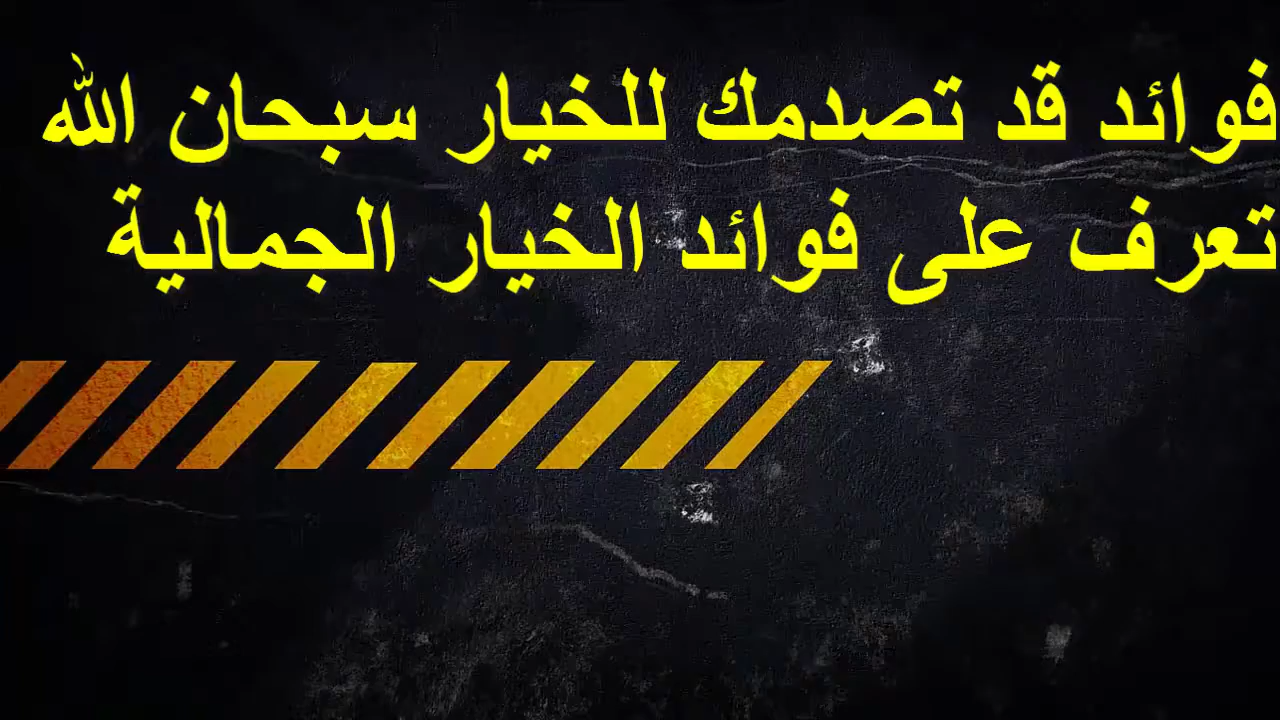 فوائد قد تصدمك للخيار سبحان الله
تعرف على فوائد الخيار الجمالية